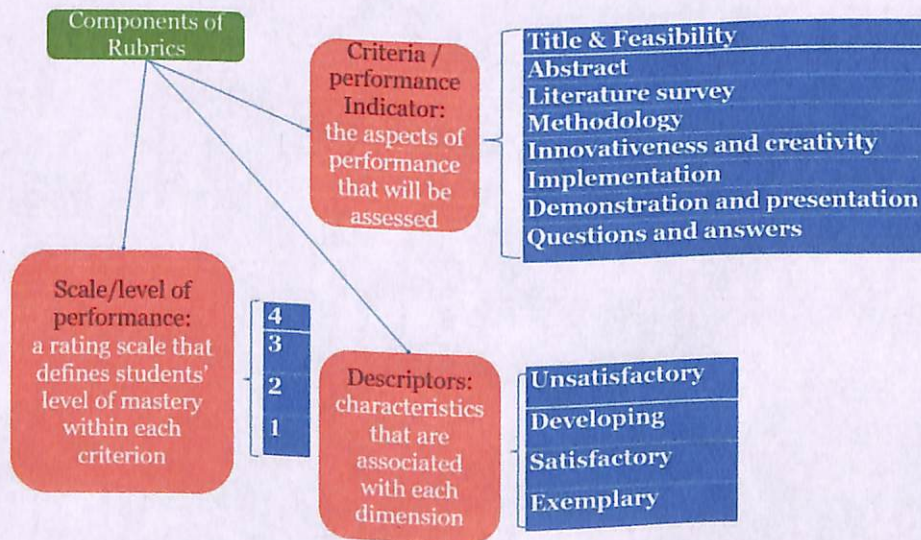 Components of
Rubrics
Criteria /
performance
Indicator:
the aspects of
performance
that will be
assessed
Title & Feasibility
Abstract
Literature survey
Methodology
Innovativeness and creativity
Implementation
Demonstration and presentation
Questions and answers
Scale/level of
performance:
a rating scale that
defines students'
level of mastery
within each
criterion
4
3
2
1
Descriptors:
characteristics
that are
associated
with each
dimension
Unsatisfactory
Developing
Satisfactory
Exemplary